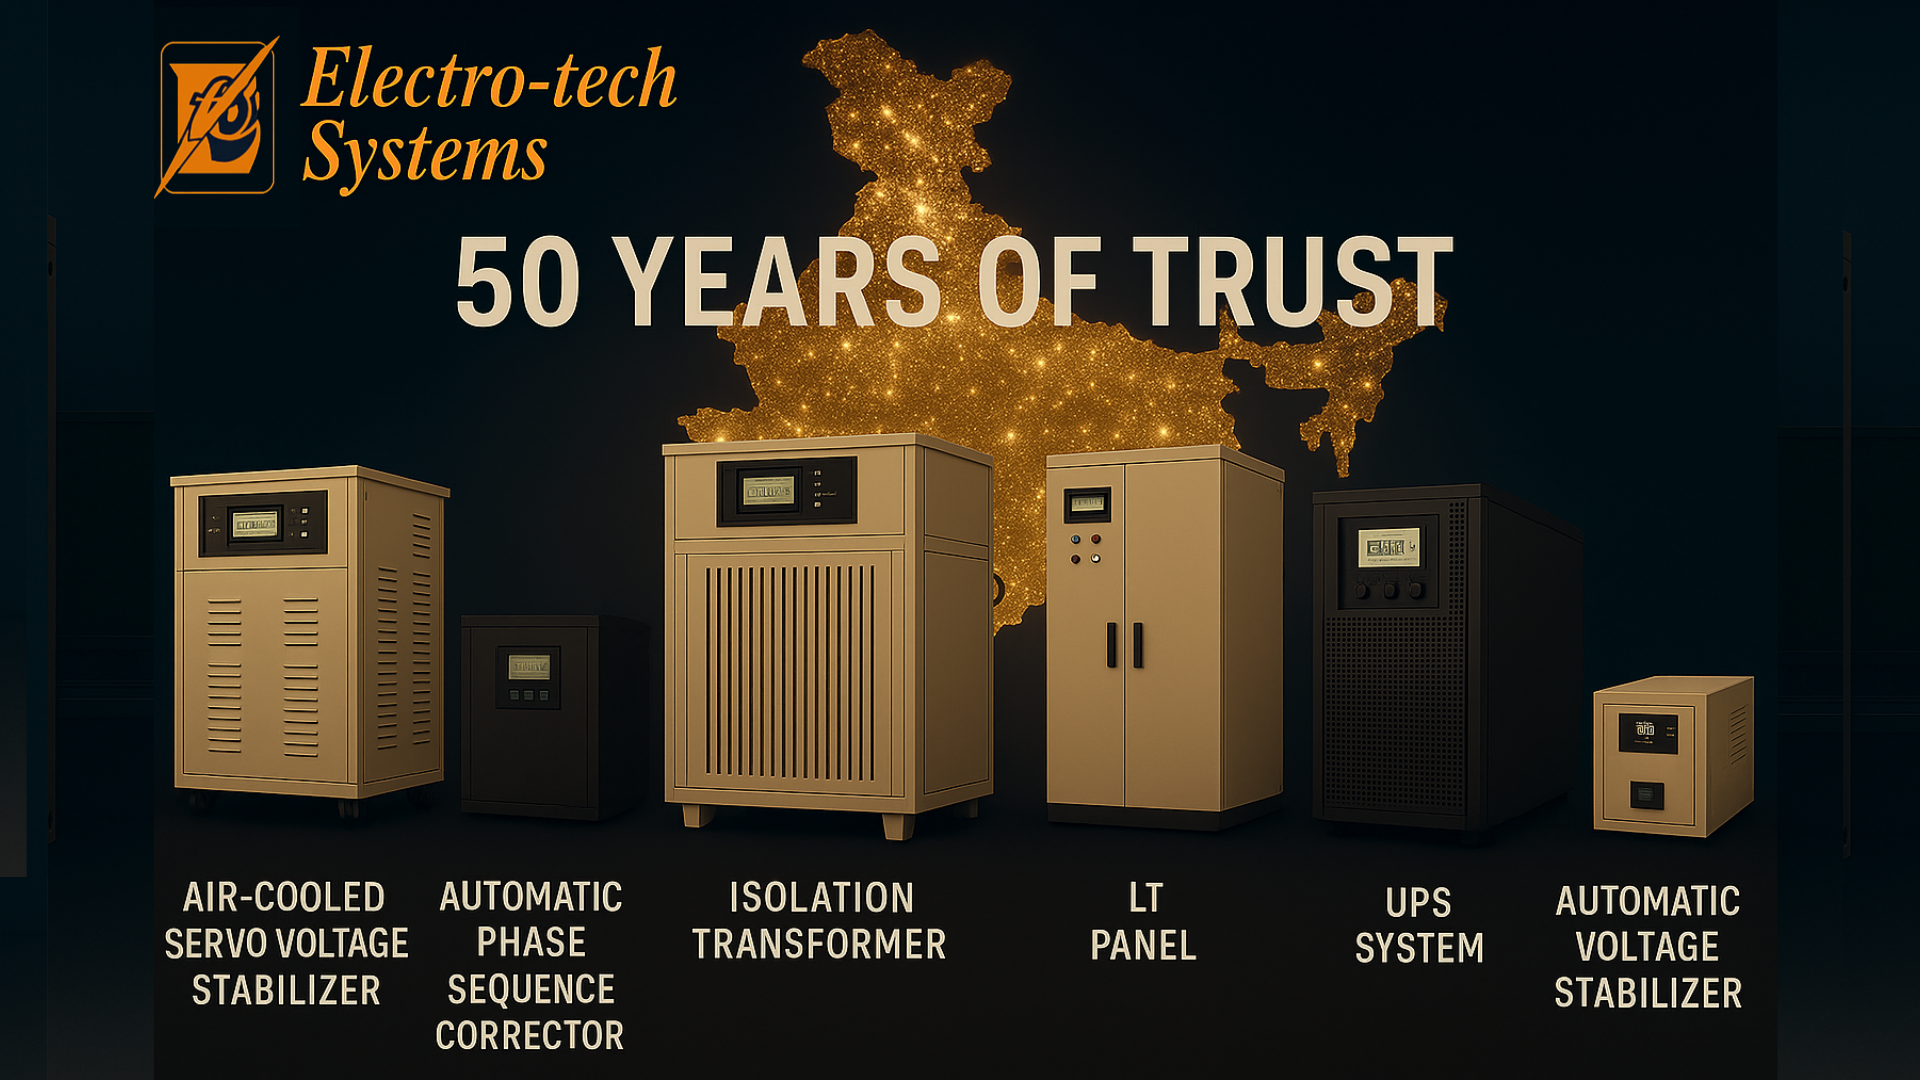 Electro-tech
Systems
50 YEARS OF TRUST
AIR-COOLED
SERVO VOLTAGE
STABILIZER
AUTOMATIC
PHASE
SEQUENCE
CORRECTOR
ISOLATION
TRANSFORMER
LT
PANEL
UPS
SYSTEM
AUTOMATIC
VOLTAGE
STABILIZER